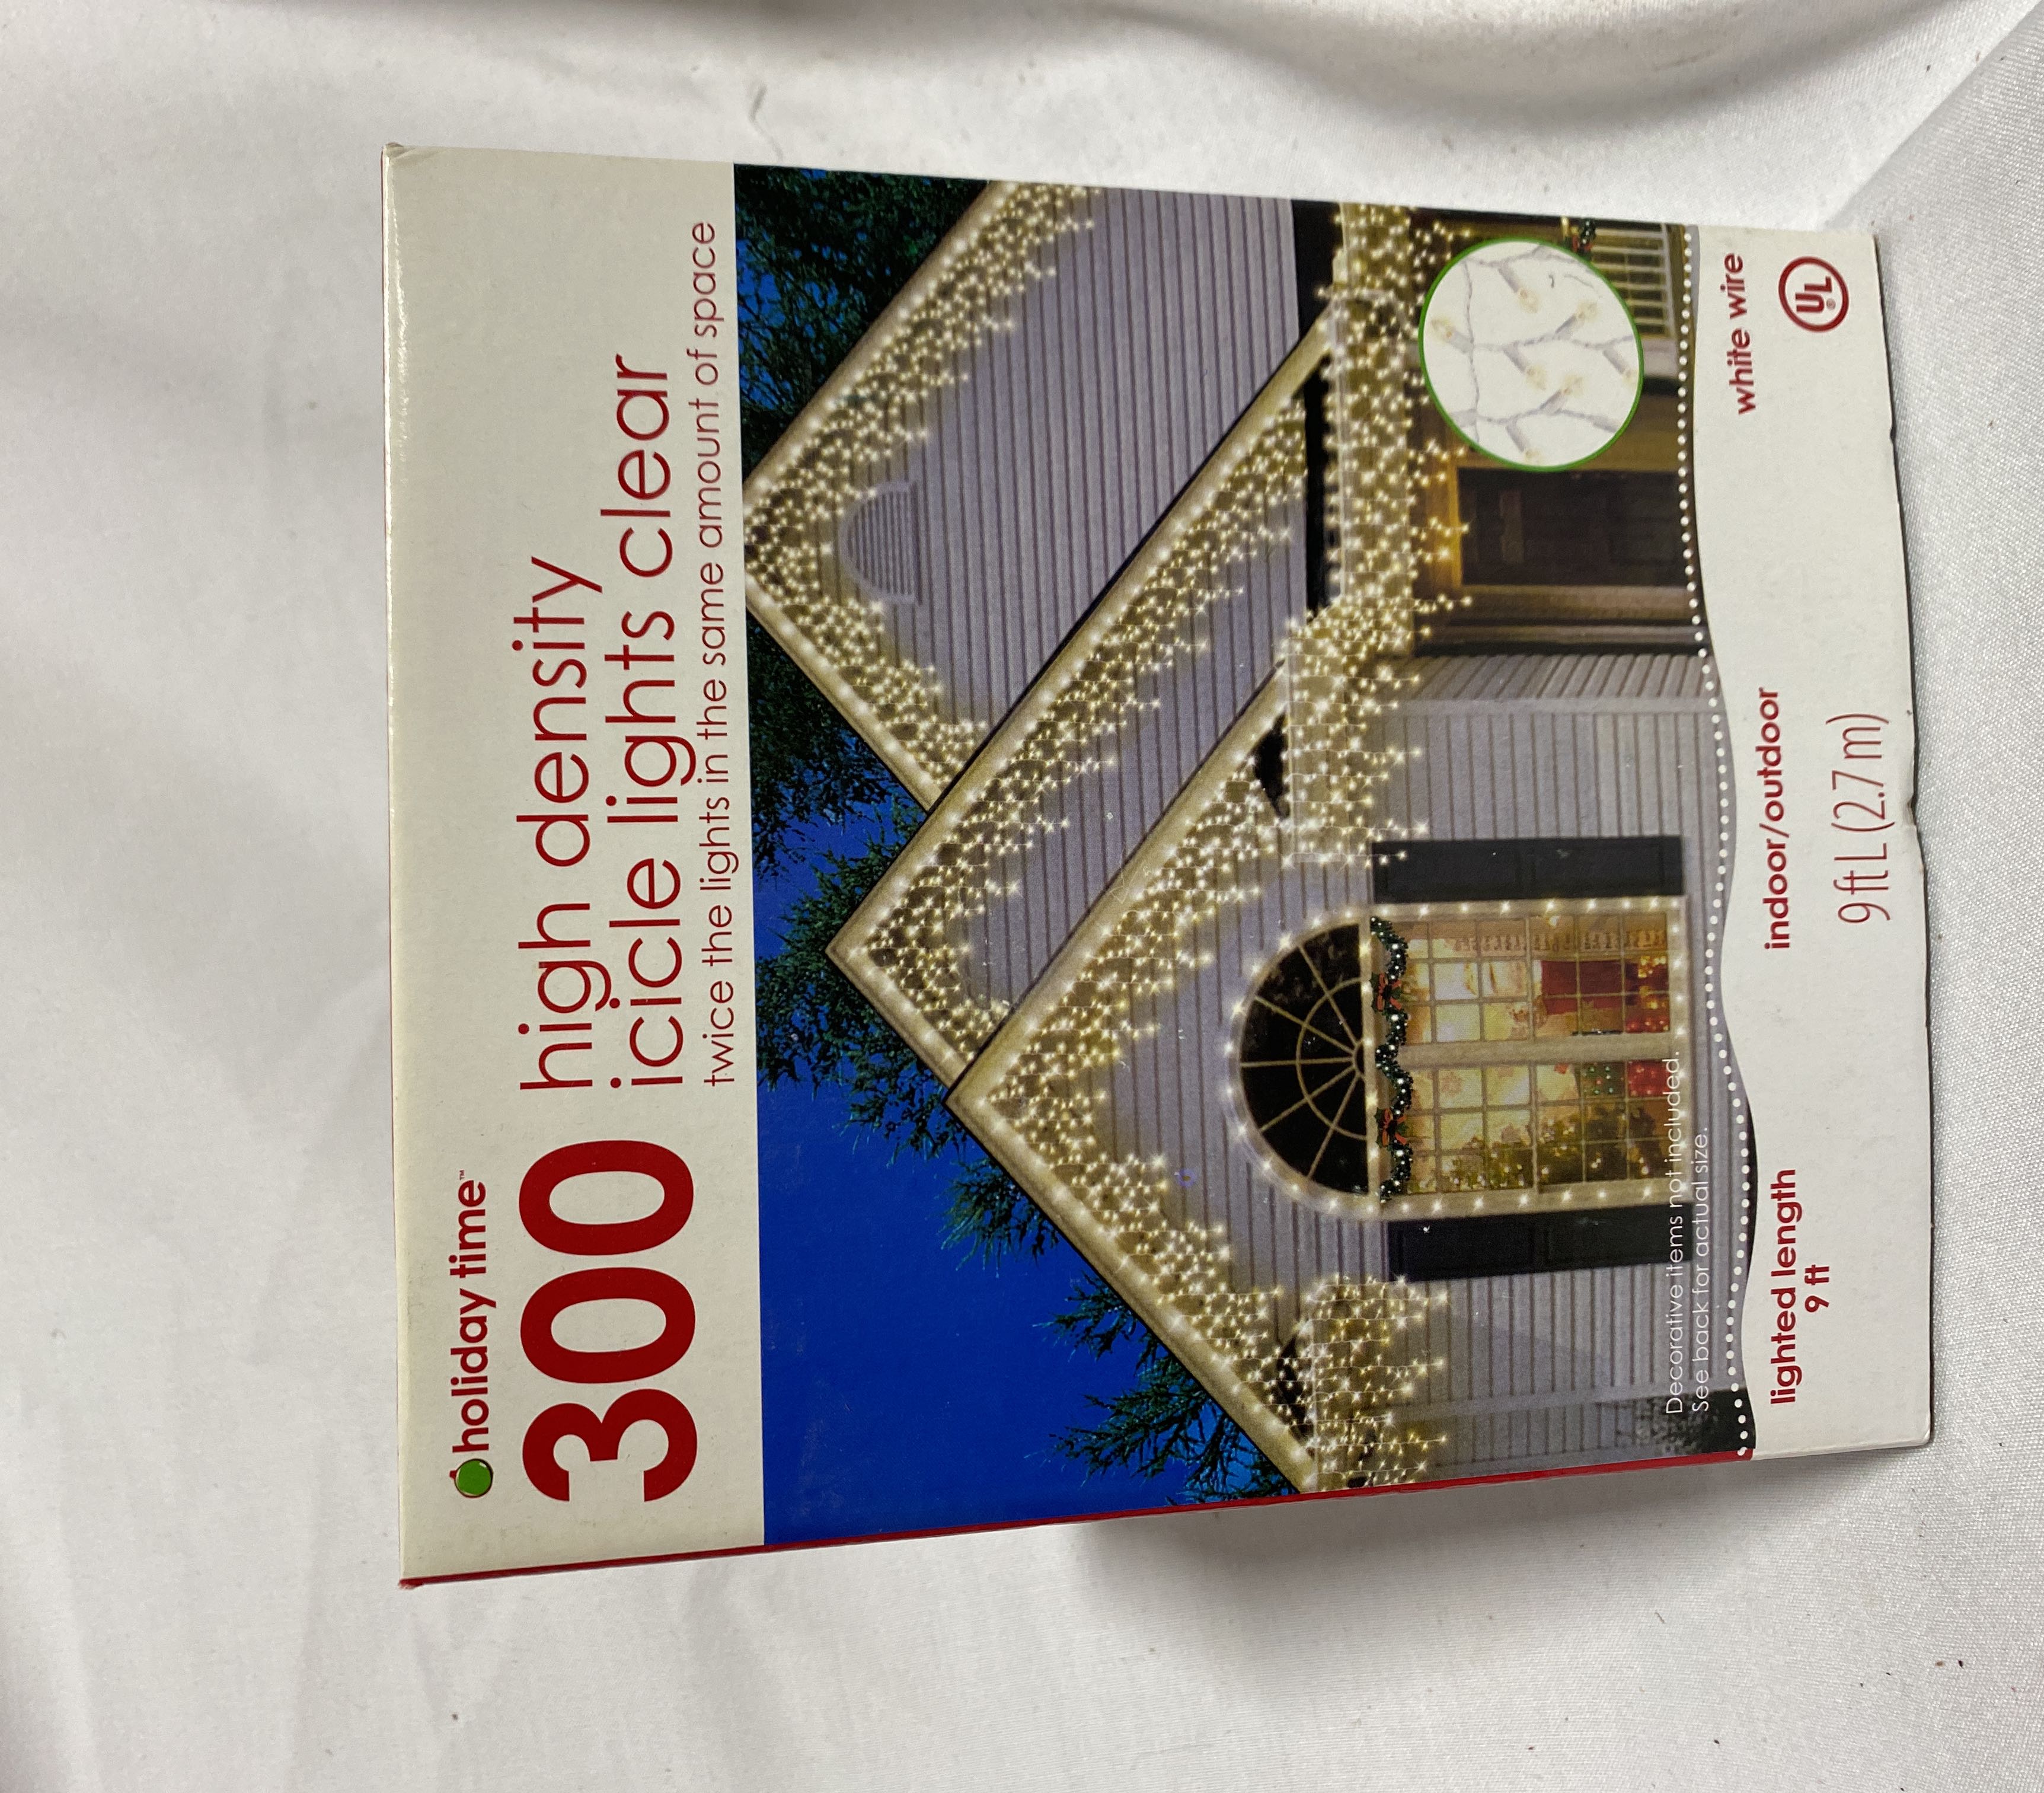 holiday time™
300 high density
icicle lights clear
twice the lights in the same amount of space
Decorative items not included.
See back for actual size.
lighted length
9 ft
indoor/outdoor
white wire
9 ft L (2.7 m)
UL®